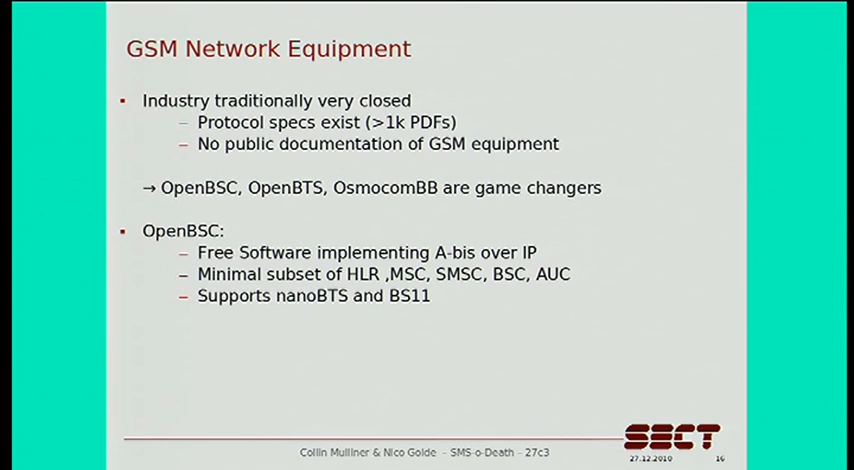 GSM Network Equipment
▪ Industry traditionally very closed
– Protocol specs exist (>1k PDFs)
– No public documentation of GSM equipment
→ OpenBSC, OpenBTS, OsmocomBB are game changers
▪ OpenBSC:
– Free Software implementing A-bis over IP
– Minimal subset of HLR ,MSC, SMSC, BSC, AUC
– Supports nanoBTS and BS11
SECT
Collin Mulliner & Nico Golde – SMS-o-Death – 27c3
27.12.2010 16